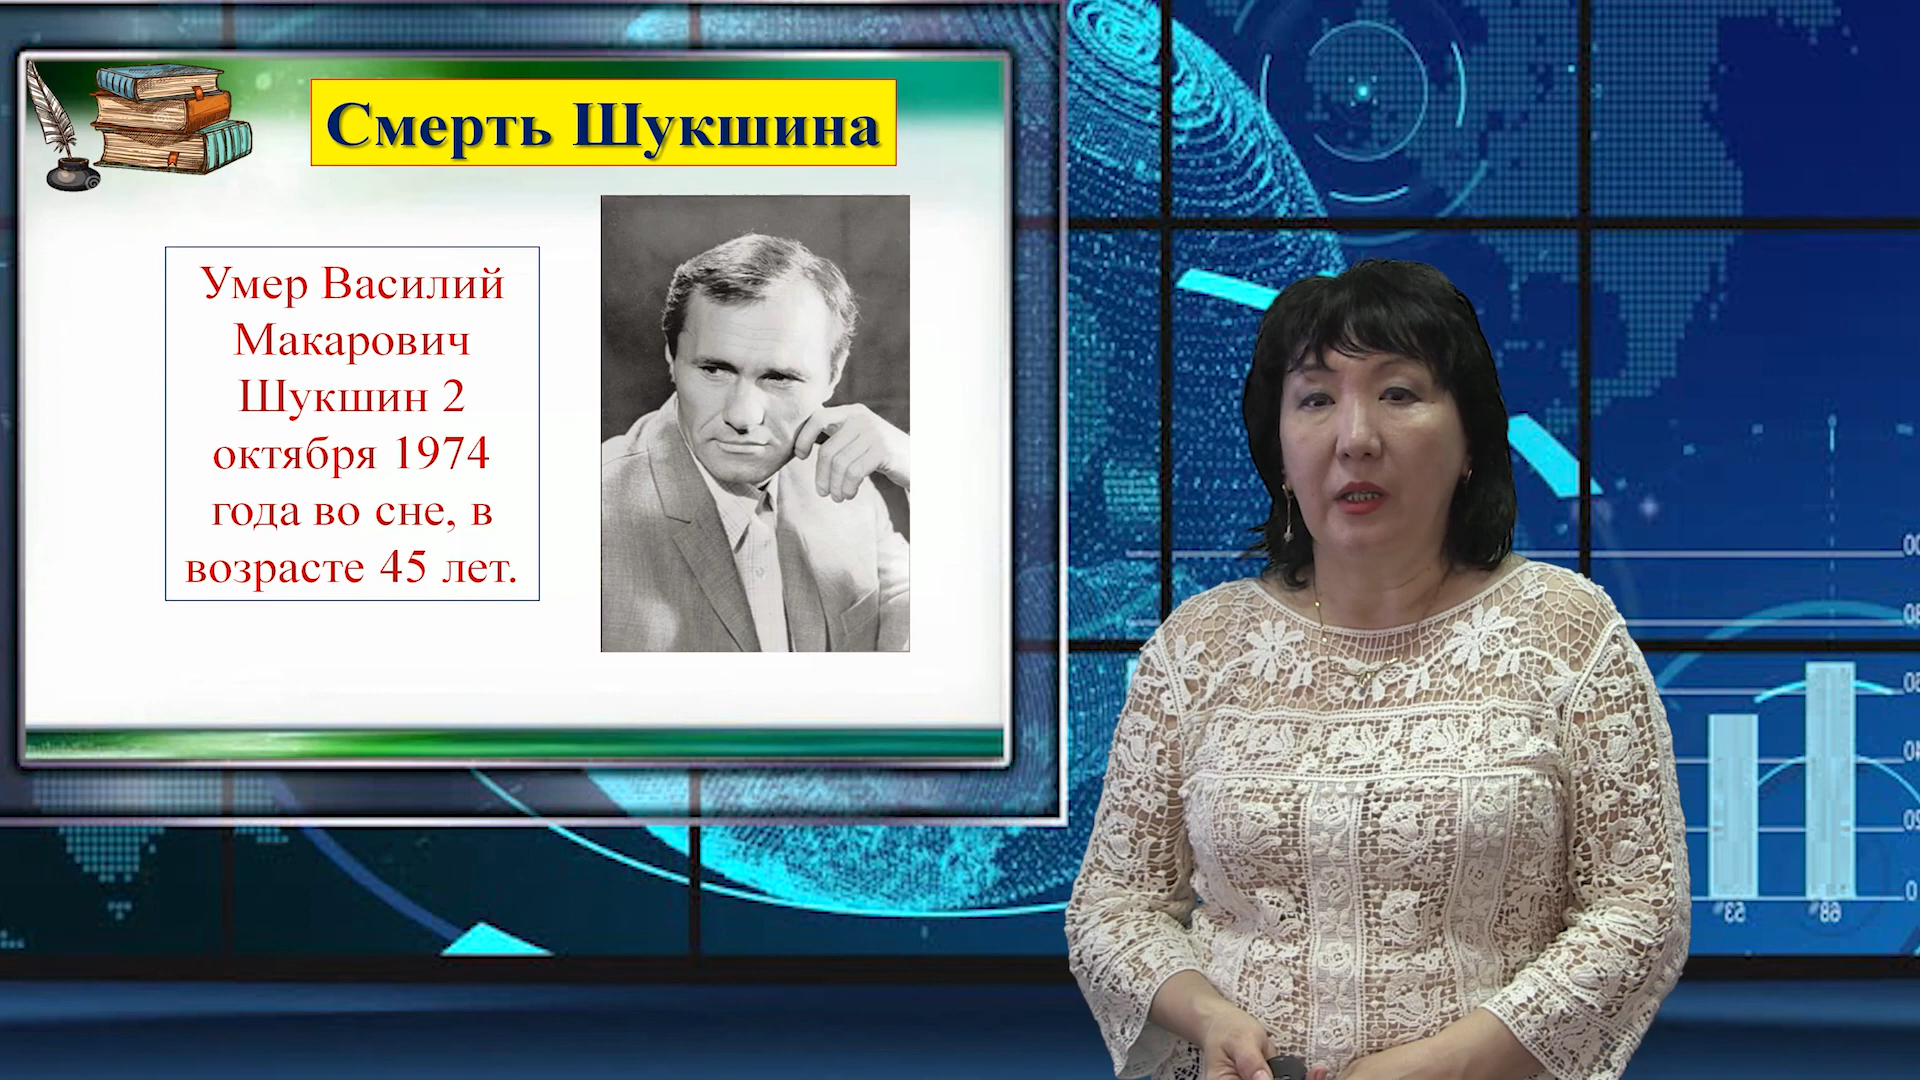 Смерть Шукшина
Умер Василий
Макарович
Шукшин 2
октября 1974
года во сне, в
возрасте 45 лет.